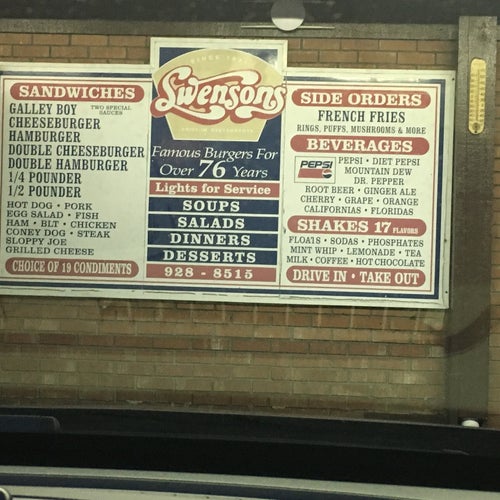 SANDWICHES
GALLEY BOY TWO SPECIAL SAUCES
CHEESEBURGER
HAMBURGER
DOUBLE CHEESEBURGER
DOUBLE HAMBURGER
1/4 POUNDER
1/2 POUNDER
HOT DOG • PORK
EGG SALAD • FISH
HAM • BLT • CHICKEN
CONEY DOG • STEAK
SLOPPY JOE
GRILLED CHEESE
CHOICE OF 19 CONDIMENTS
Swensons
DRIVE-IN RESTAURANTS
Famous Burgers For
Over 76 Years
Lights for Service
SOUPS
SALADS
DINNERS
DESSERTS
928 - 8515
SIDE ORDERS
FRENCH FRIES
RINGS, PUFFS, MUSHROOMS & MORE
BEVERAGES
PEPSI
PEPSI • DIET PEPSI
MOUNTAIN DEW
DR. PEPPER
ROOT BEER • GINGER ALE
CHERRY • GRAPE • ORANGE
CALIFORNIAS • FLORIDAS
SHAKES 17 FLAVORS
FLOATS • SODAS • PHOSPHATES
MINT WHIP • LEMONADE • TEA
MILK • COFFEE • HOT CHOCOLATE
DRIVE IN • TAKE OUT